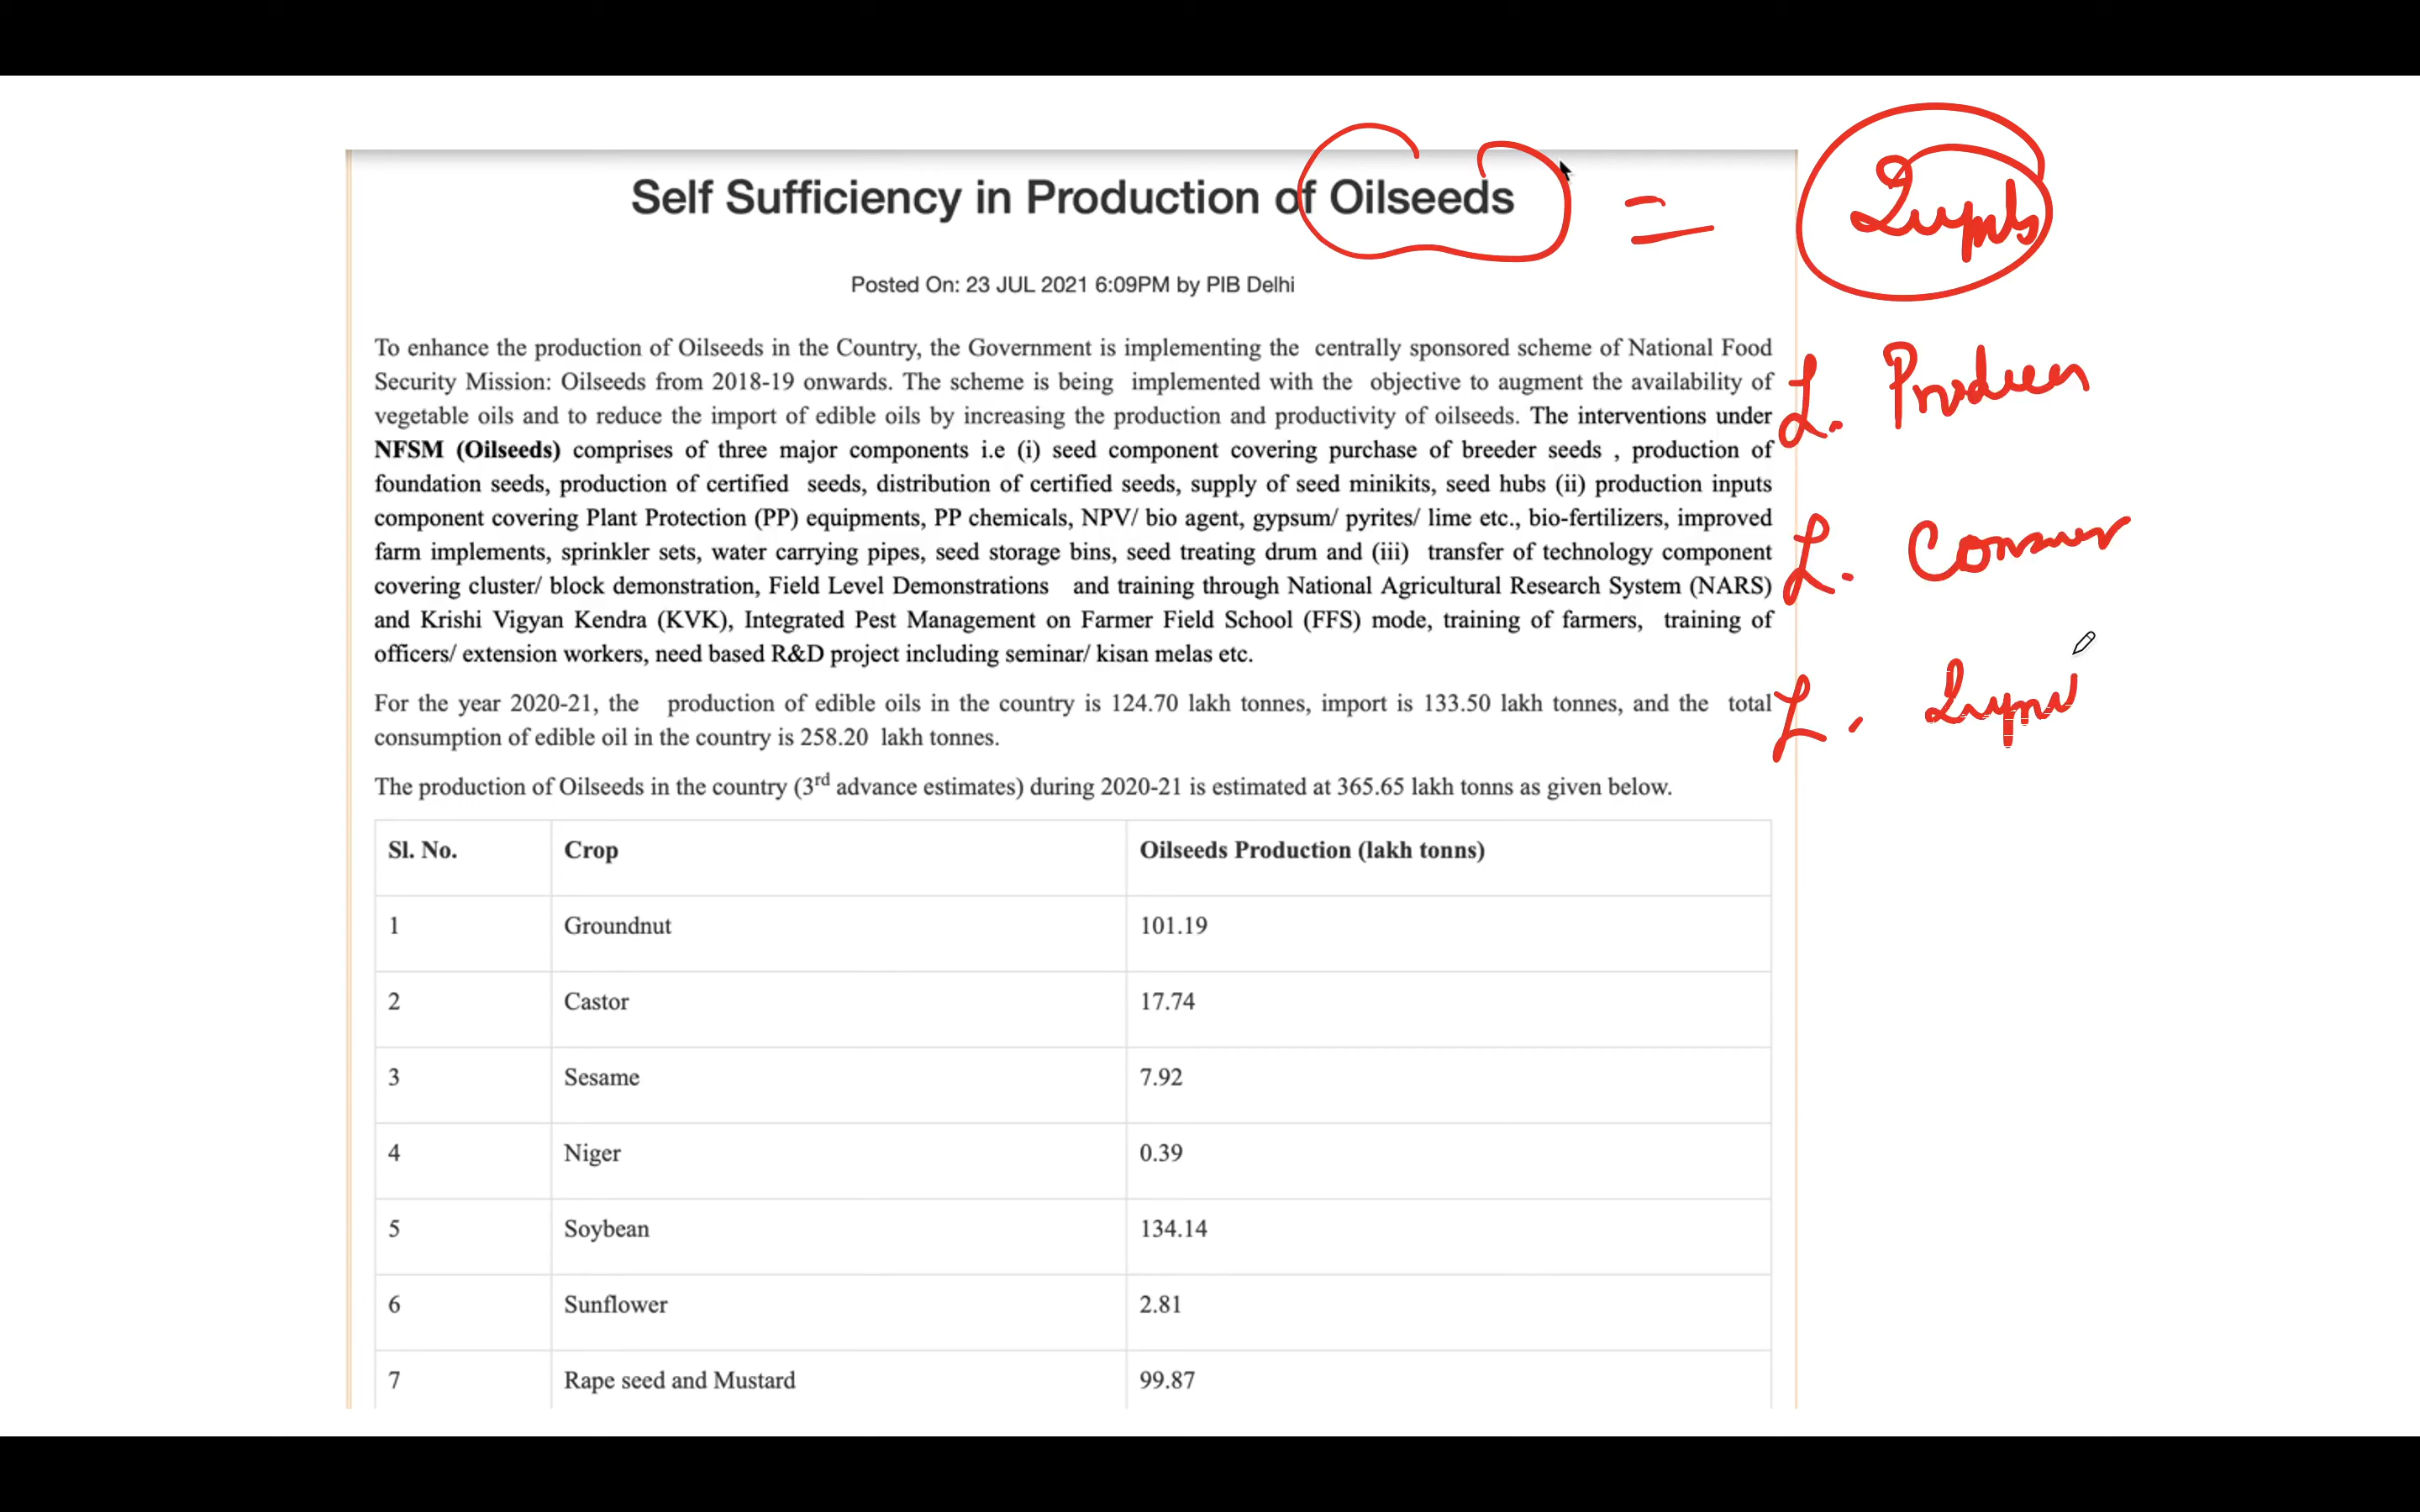 Self Sufficiency in Production of Oilseeds = Imports
Posted On: 23 JUL 2021 6:09PM by PIB Delhi
To enhance the production of Oilseeds in the Country, the Government is implementing the centrally sponsored scheme of National Food
Security Mission: Oilseeds from 2018-19 onwards. The scheme is being implemented with the objective to augment the availability of
vegetable oils and to reduce the import of edible oils by increasing the production and productivity of oilseeds. The interventions under
NFSM (Oilseeds) comprises of three major components i.e (i) seed component covering purchase of breeder seeds , production of
foundation seeds, production of certified seeds, distribution of certified seeds, supply of seed minikits, seed hubs (ii) production inputs
component covering Plant Protection (PP) equipments, PP chemicals, NPV/ bio agent, gypsum/ pyrites/ lime etc., bio-fertilizers, improved
farm implements, sprinkler sets, water carrying pipes, seed storage bins, seed treating drum and (iii) transfer of technology component
covering cluster/ block demonstration, Field Level Demonstrations and training through National Agricultural Research System (NARS)
and Krishi Vigyan Kendra (KVK), Integrated Pest Management on Farmer Field School (FFS) mode, training of farmers, training of
officers/ extension workers, need based R&D project including seminar/ kisan melas etc.
For the year 2020-21, the production of edible oils in the country is 124.70 lakh tonnes, import is 133.50 lakh tonnes, and the total
consumption of edible oil in the country is 258.20 lakh tonnes.
The production of Oilseeds in the country (3rd advance estimates) during 2020-21 is estimated at 365.65 lakh tonns as given below.
L. Producer
L. Consumer
L.
Sl. No. Crop Oilseeds Production (lakh tonns)
1 Groundnut 101.19
2 Castor 17.74
3 Sesame 7.92
4 Niger 0.39
5 Soybean 134.14
6 Sunflower 2.81
7 Rape seed and Mustard 99.87